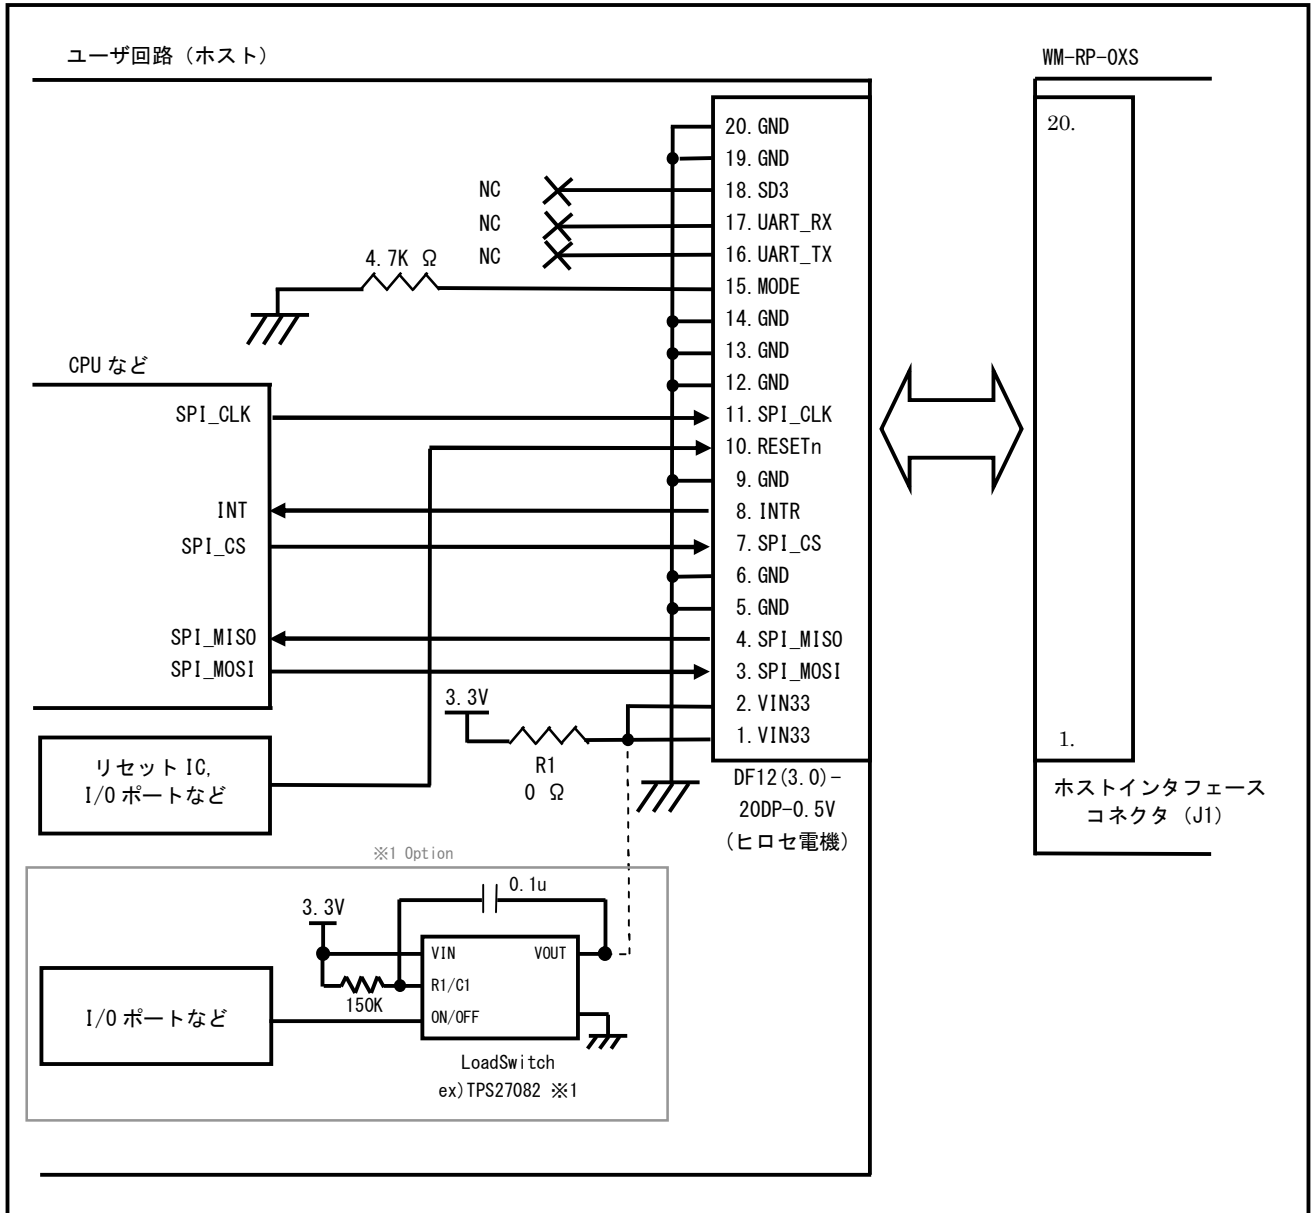 ユーザ回路（ホスト）
WM-RP-0XS
20. GND
19. GND
NC
18. SD3
NC
17. UART_RX
NC
16. UART_TX
4.7K Ω
15. MODE
14. GND
13. GND
12. GND
11. SPI_CLK
10. RESETn
9. GND
8. INTR
7. SPI_CS
6. GND
5. GND
4. SPI_MISO
3. SPI_MOSI
2. VIN33
1. VIN33
20.
1.
CPU など
SPI_CLK
INT
SPI_CS
SPI_MISO
SPI_MOSI
3.3V
R1
0 Ω
リセット IC,
I/O ポートなど
DF12(3.0)-
20DP-0.5V
(ヒロセ電機)
ホストインタフェース
コネクタ（J1）
※1 Option
3.3V
0.1u
VIN
VOUT
R1/C1
150K
ON/OFF
I/O ポートなど
LoadSwitch
ex)TPS27082 ※1